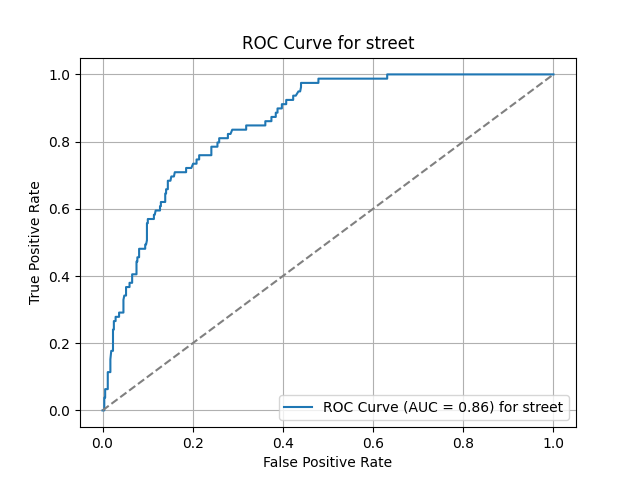 ROC Curve for street
True Positive Rate
1.0
0.8
0.6
0.4
0.2
0.0
ROC Curve (AUC = 0.86) for street
0.0 0.2 0.4 0.6 0.8 1.0
False Positive Rate